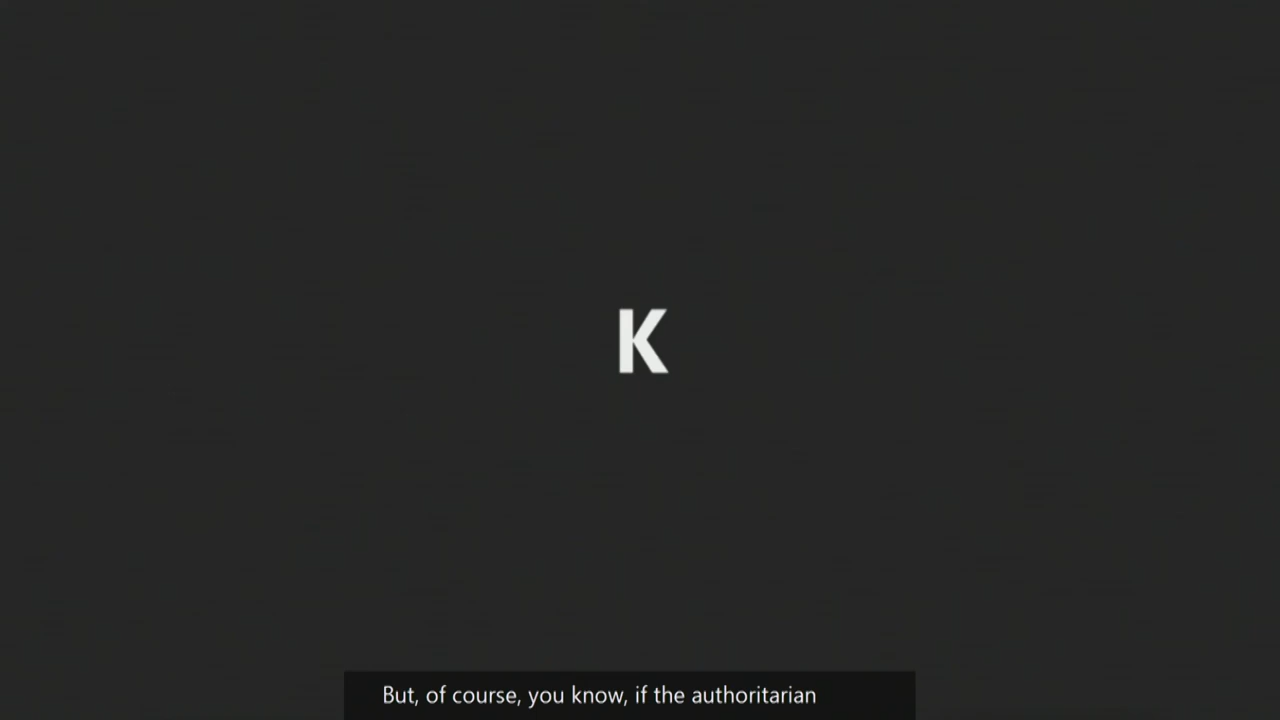 K
But, of course, you know, if the authoritarian